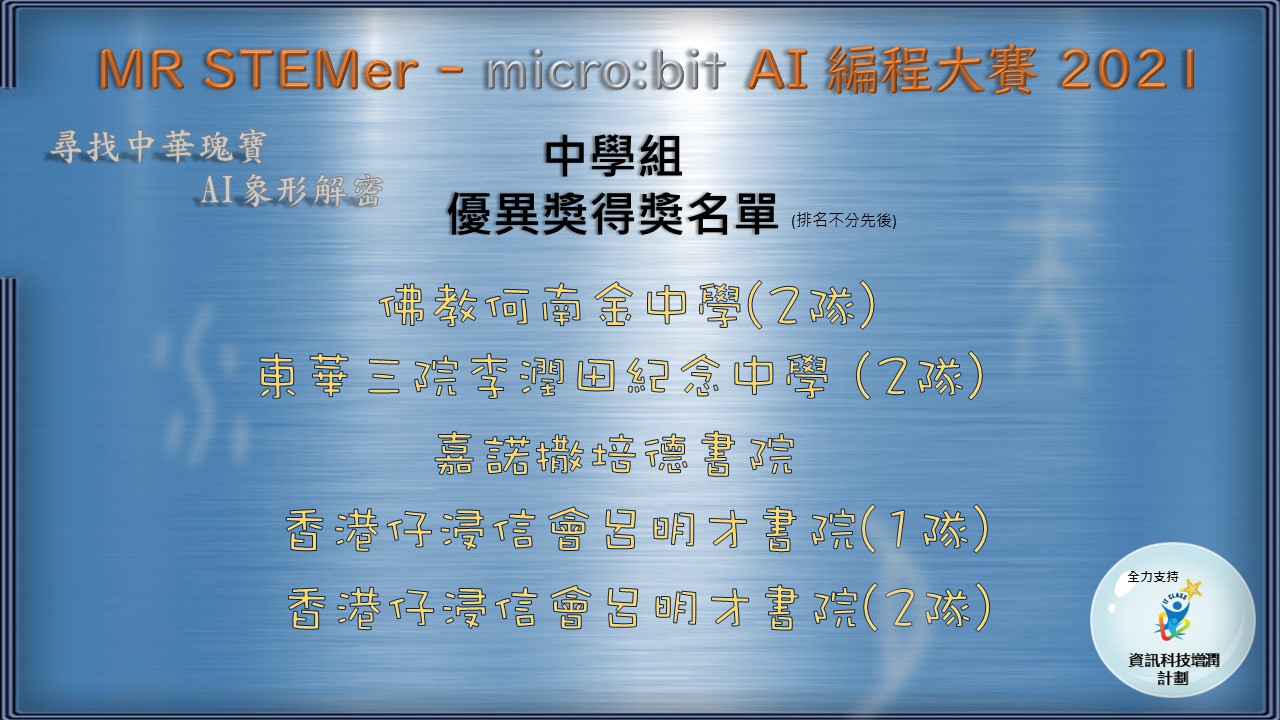 MR STEMer - micro:bit AI 編程大賽 2021
尋找中華瑰寶
AI象形解密
中學組
優異獎得獎名單 (排名不分先後)
佛教何南金中學(2隊)
東華三院李潤田紀念中學 (2隊)
嘉諾撒培德書院
香港仔浸信會呂明才書院(1隊)
香港仔浸信會呂明才書院(2隊)
全力支持
IT CLASS
資訊科技增潤
計劃